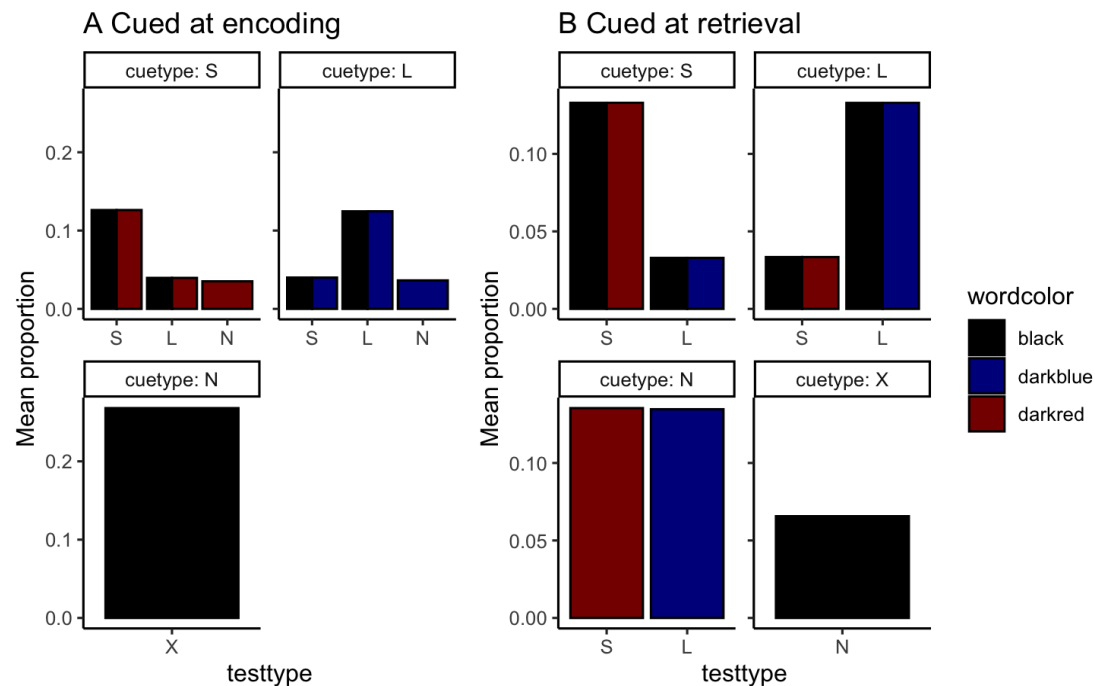 A Cued at encoding
cuetype: S
cuetype: L
0.2
0.1
0.0
S L N
S L N
cuetype: N
0.2
0.1
0.0
X
testtype
Mean proportion
B Cued at retrieval
cuetype: S
cuetype: L
0.10
0.05
0.00
S L
S L
cuetype: N
cuetype: X
0.10
0.05
0.00
S L
N
testtype
Mean proportion
wordcolor
black
darkblue
darkred